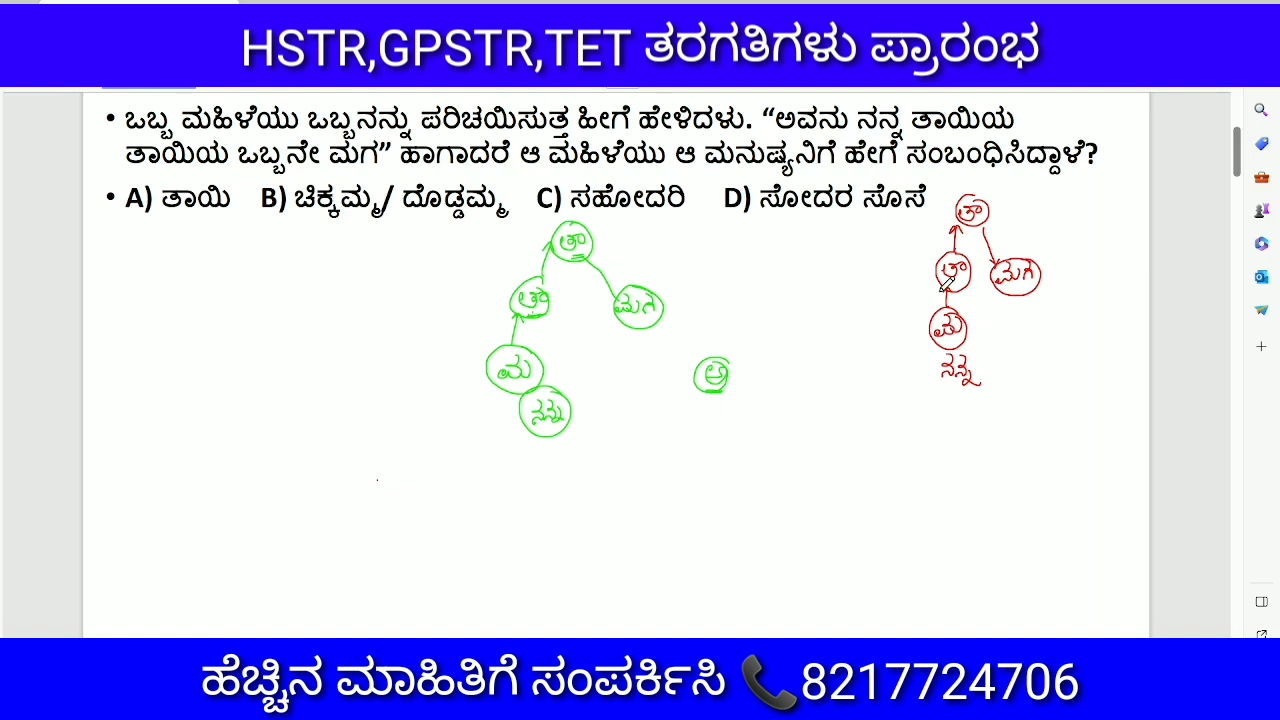 HSTR,GPSTR,TET ತರಗತಿಗಳು ಪ್ರಾರಂಭ
• ಒಬ್ಬ ಮಹಿಳೆಯು ಒಬ್ಬನನ್ನು ಪರಿಚಯಿಸುತ್ತ ಹೀಗೆ ಹೇಳಿದಳು. “ಅವನು ನನ್ನ ತಾಯಿಯ
ತಾಯಿಯ ಒಬ್ಬನೇ ಮಗ” ಹಾಗಾದರೆ ಆ ಮಹಿಳೆಯು ಆ ಮನುಷ್ಯನಿಗೆ ಹೇಗೆ ಸಂಬಂಧಿಸಿದ್ದಾಳೆ?
• A) ತಾಯಿ B) ಚಿಕ್ಕಮ್ಮ/ ದೊಡ್ಡಮ್ಮ C) ಸಹೋದರಿ D) ಸೋದರ ಸೊಸೆ
ತಾ
ತಾ ಮಗ
ಮ
ನನ್ನ
ಅ
ತಾ
ತಾ ಮಗ
ಮ
ನನ್ನ
ಹೆಚ್ಚಿನ ಮಾಹಿತಿಗೆ ಸಂಪರ್ಕಿಸಿ 📞8217724706